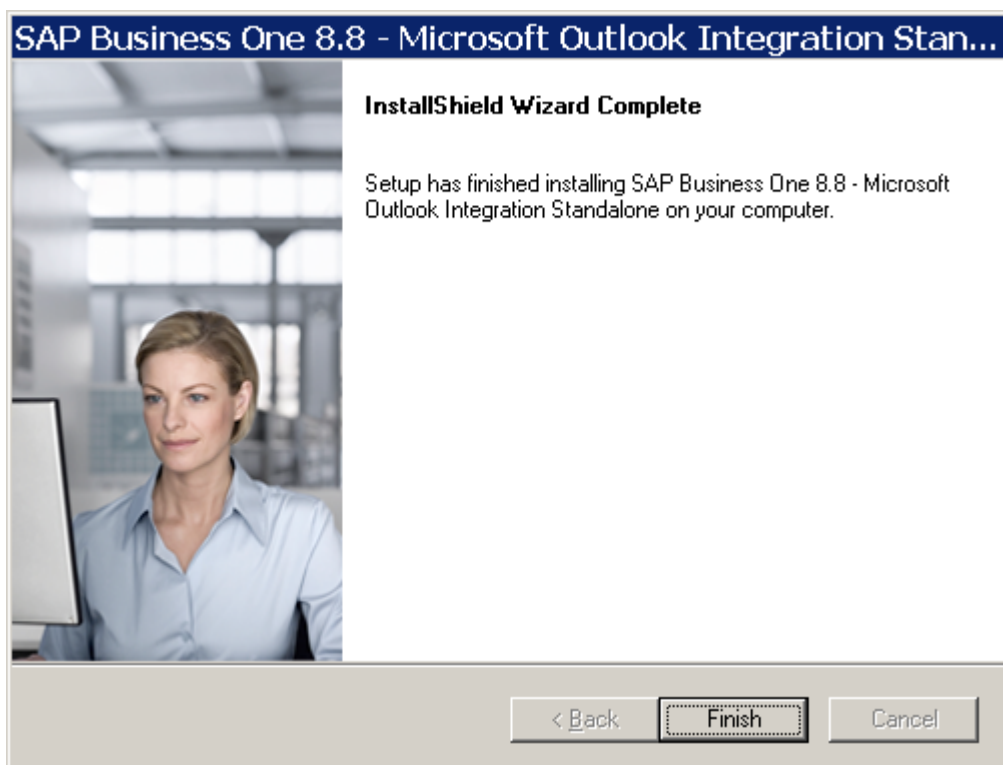 SAP Business One 8.8 - Microsoft Outlook Integration Stan...
InstallShield Wizard Complete
Setup has finished installing SAP Business One 8.8 - Microsoft
Outlook Integration Standalone on your computer.
< Back
Finish
Cancel